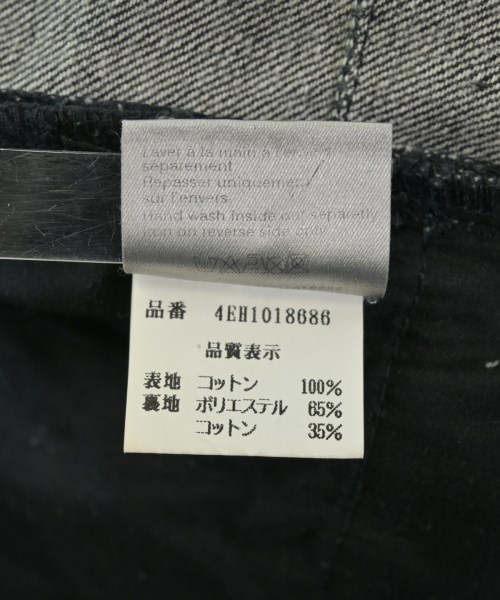 Laver à la main à l'envers
séparement
Repasser uniquement
sur l'envers
Hand wash inside out separetly
iron on reverse side only
品番 4EH1018686
品質表示
表地 コットン 100%
裏地 ポリエステル 65%
コットン 35%